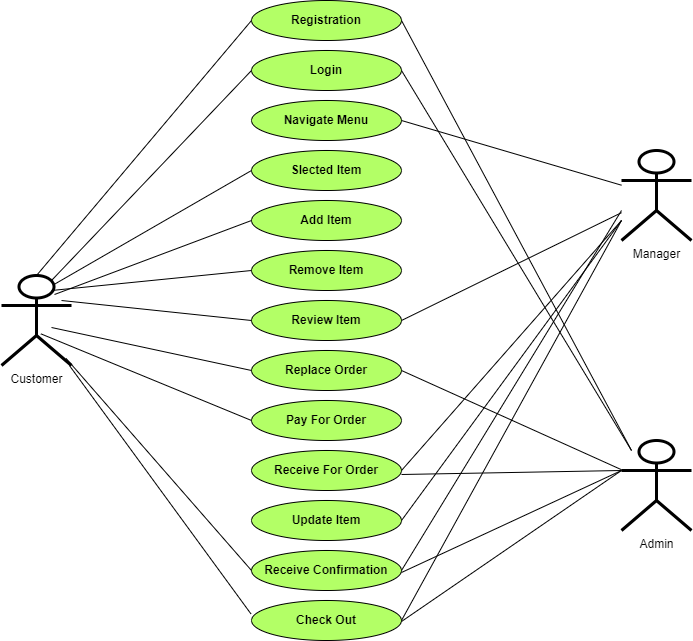 Registration
Login
Navigate Menu
Slected Item
Add Item
Remove Item
Review Item
Replace Order
Pay For Order
Receive For Order
Update Item
Receive Confirmation
Check Out
Customer
Manager
Admin